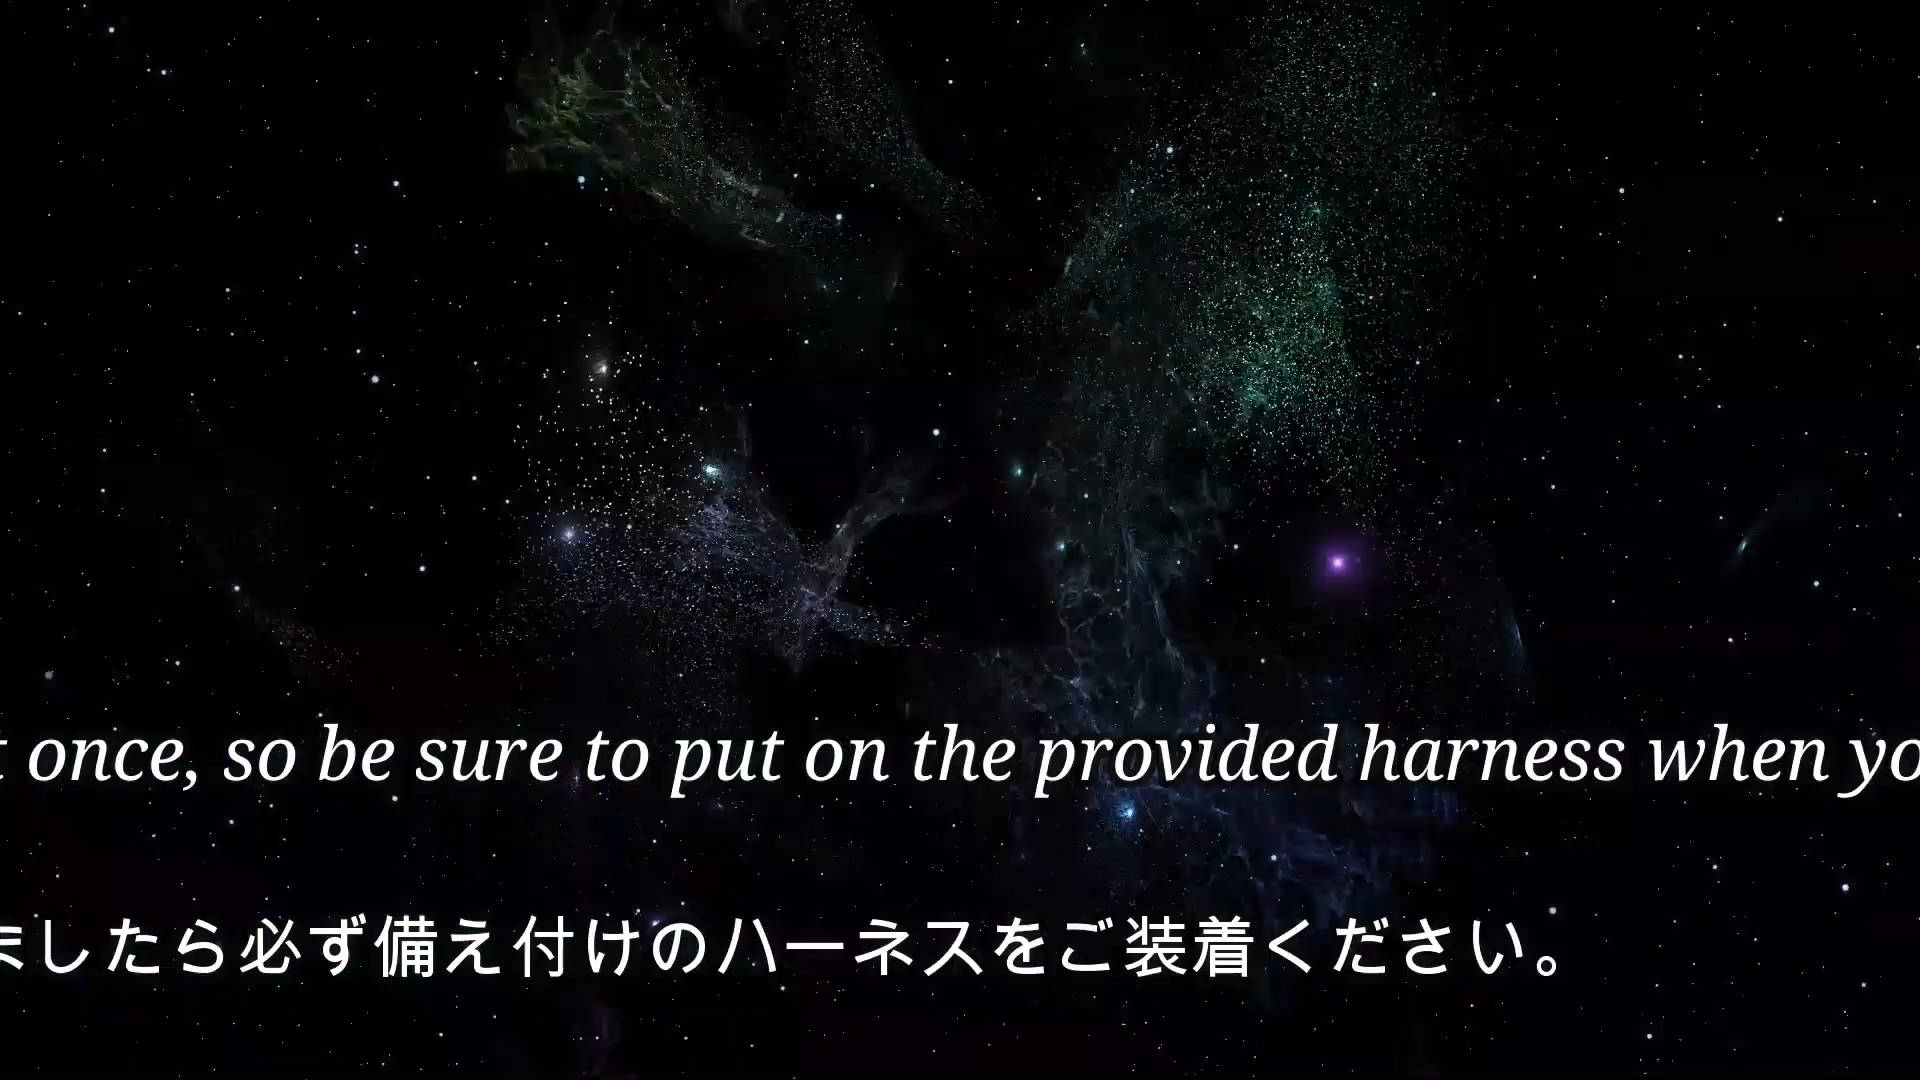 once, so be sure to put on the provided harness when
ましたら必ず備え付けのハーネスをご装着ください。